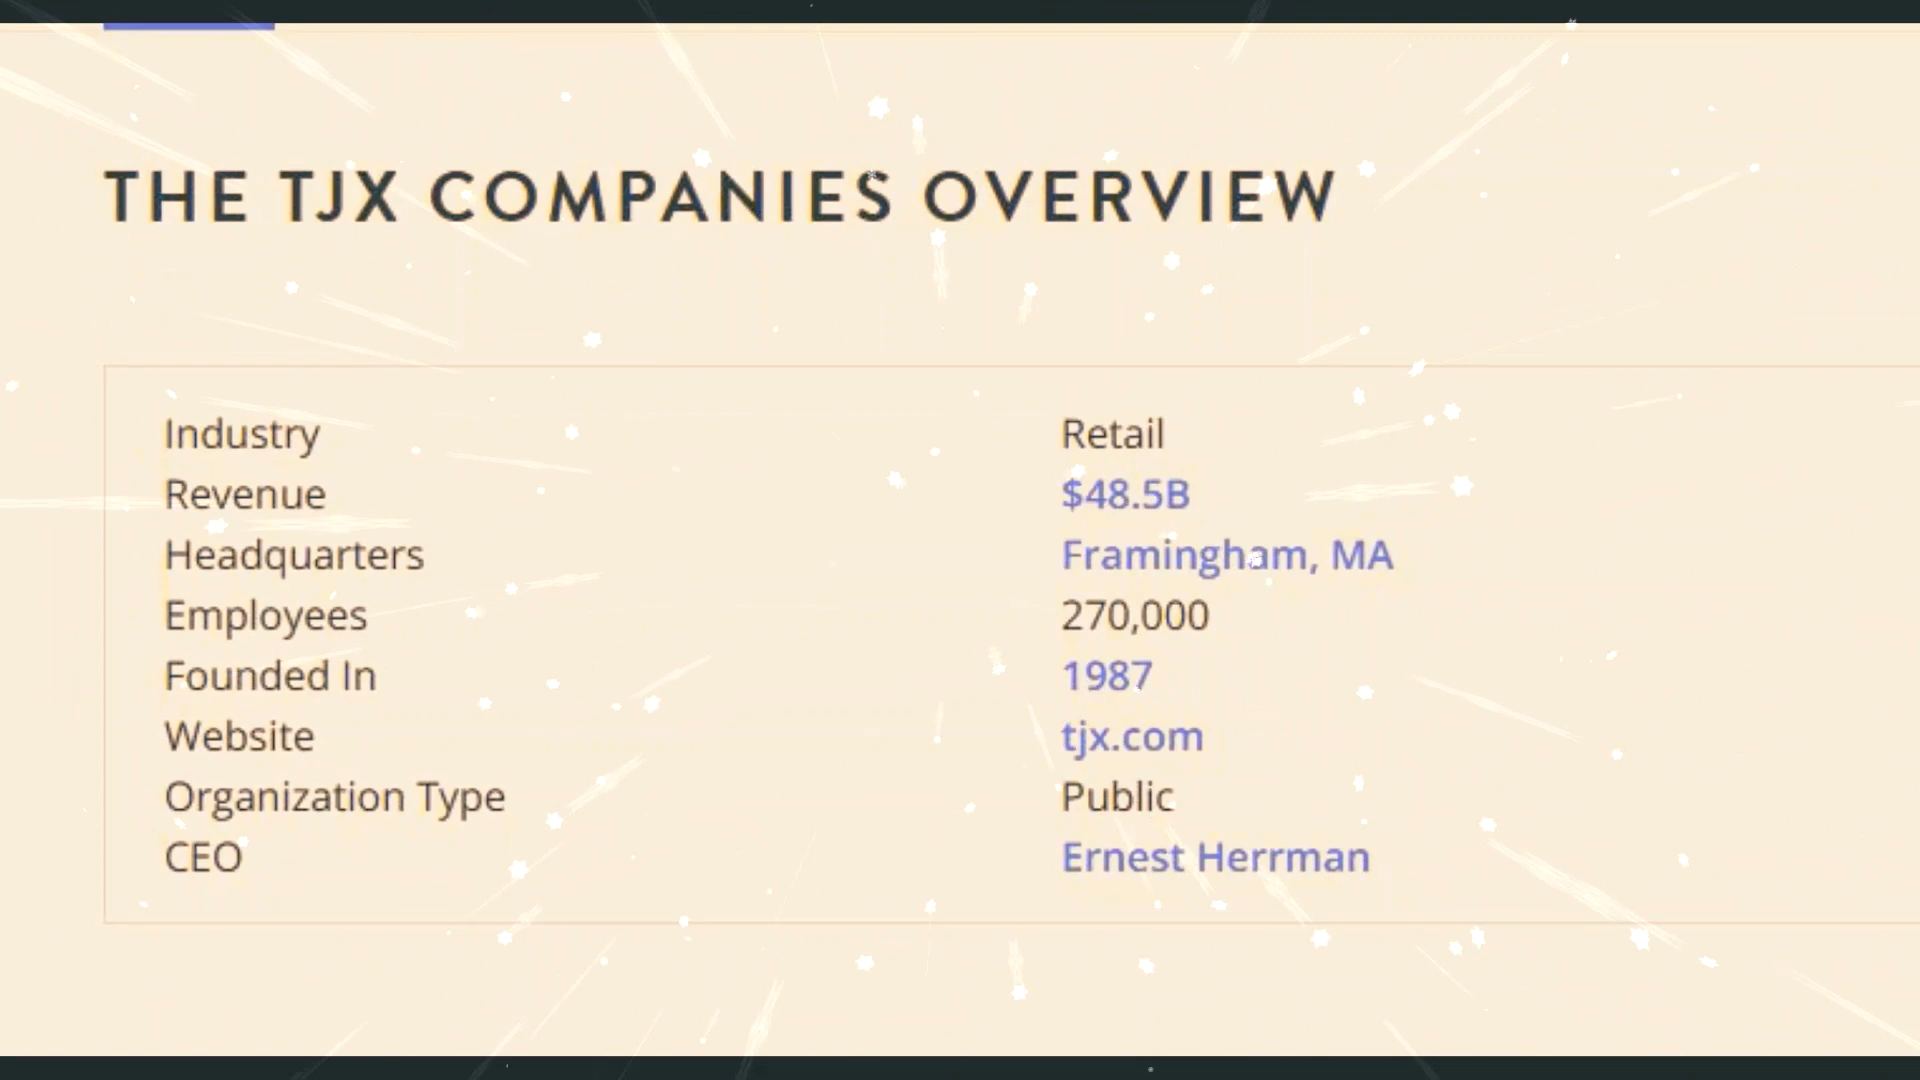 THE TJX COMPANIES OVERVIEW
Industry Retail
Revenue $48.5B
Headquarters Framingham, MA
Employees 270,000
Founded In 1987
Website tjx.com
Organization Type Public
CEO Ernest Herrman